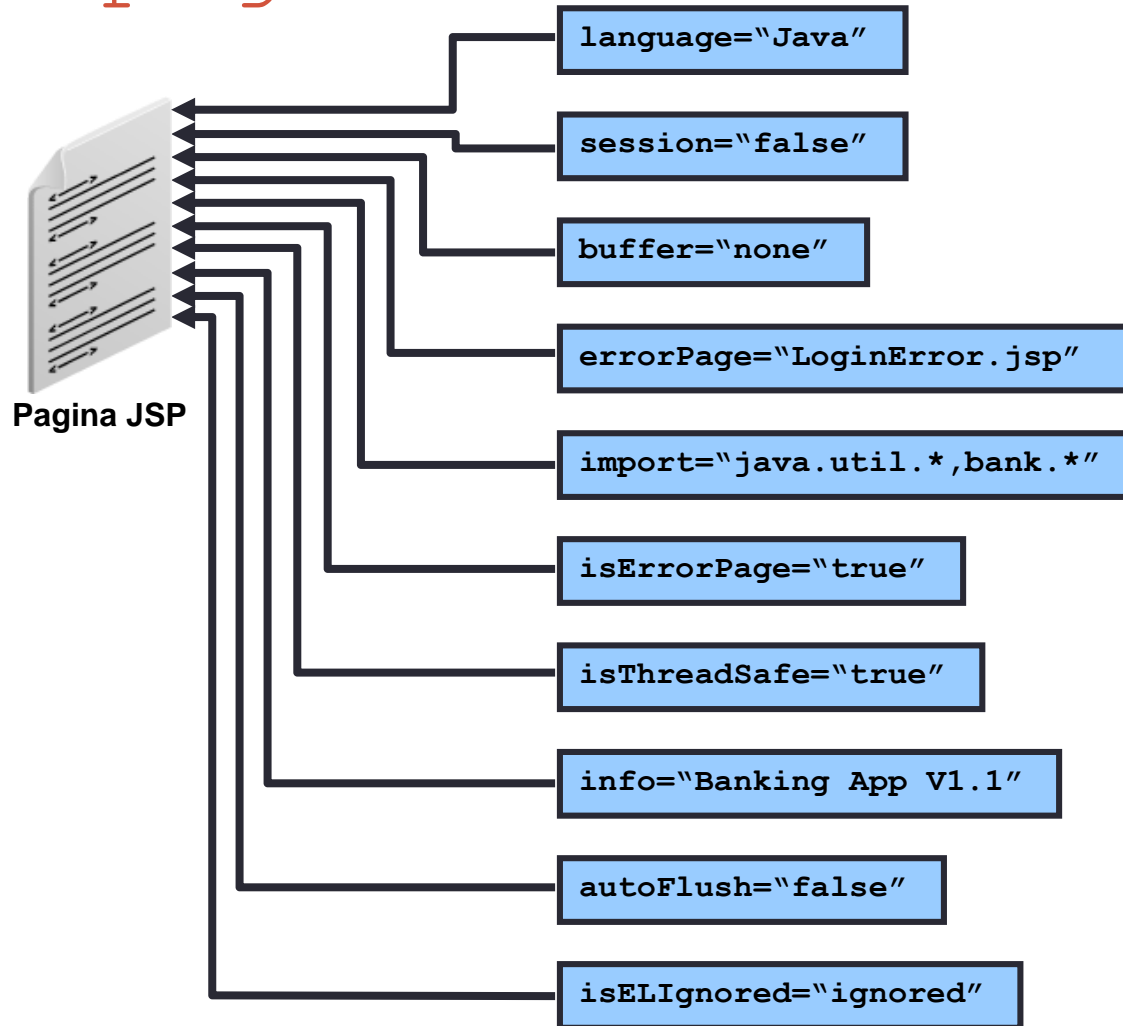 language=“Java”
session=“false”
buffer=“none”
errorPage=“LoginError.jsp”
Pagina JSP
import=“java.util.*,bank.*”
isErrorPage=“true”
isThreadSafe=“true”
info=“Banking App V1.1”
autoFlush=“false”
isELIgnored=“ignored”